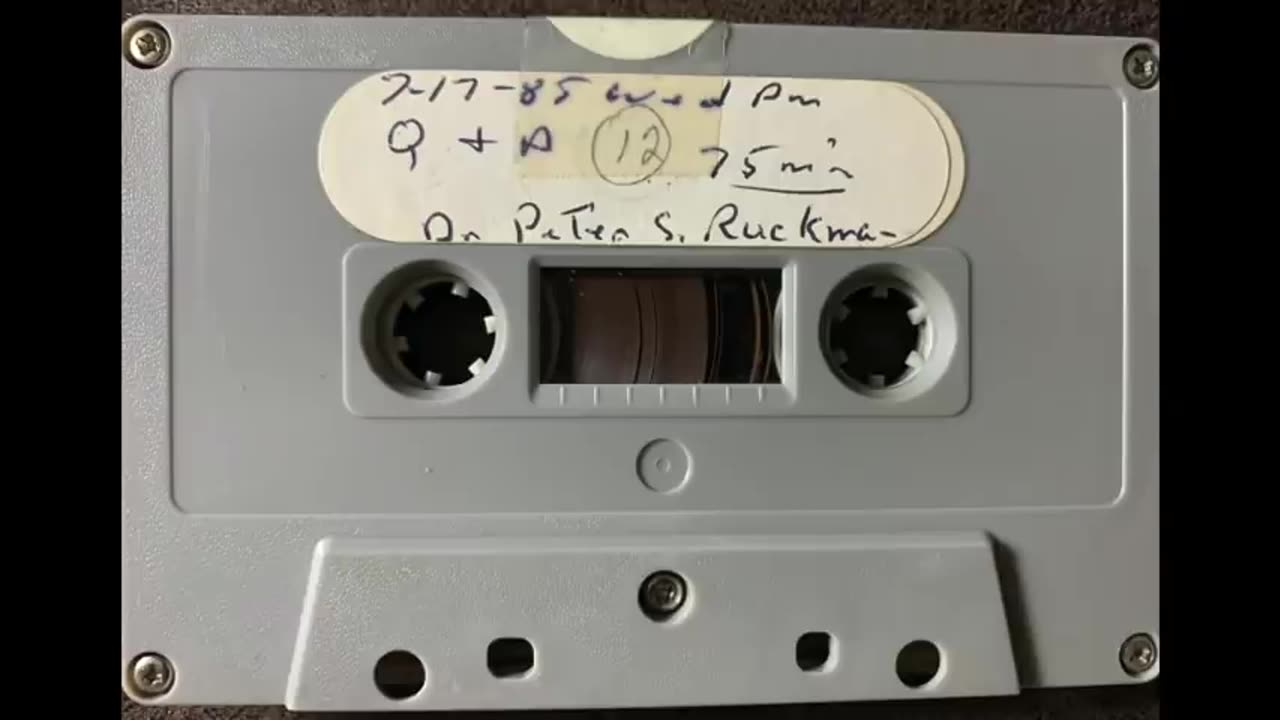 7-17-85 Wed Pm
Q + A (12) 75 min
Dr Peter S. Ruckman